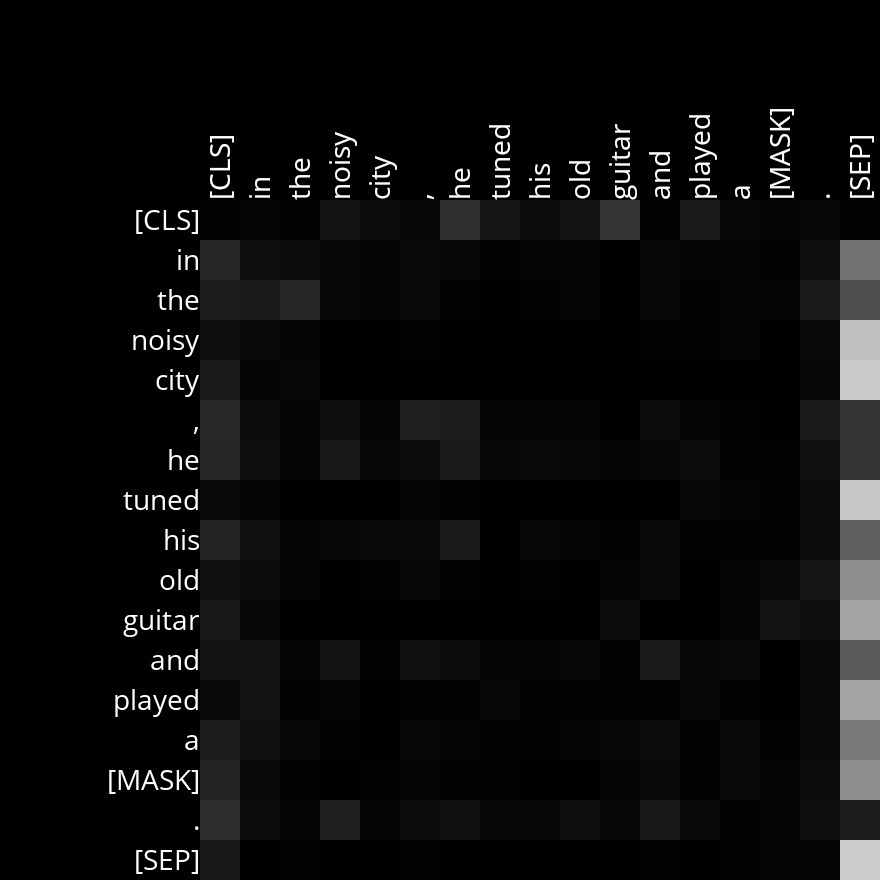 [CLS] in the noisy city , he tuned his old guitar and played a [MASK] . [SEP]
[CLS]
in
the
noisy
city
,
he
tuned
his
old
guitar
and
played
a
[MASK]
.
[SEP]